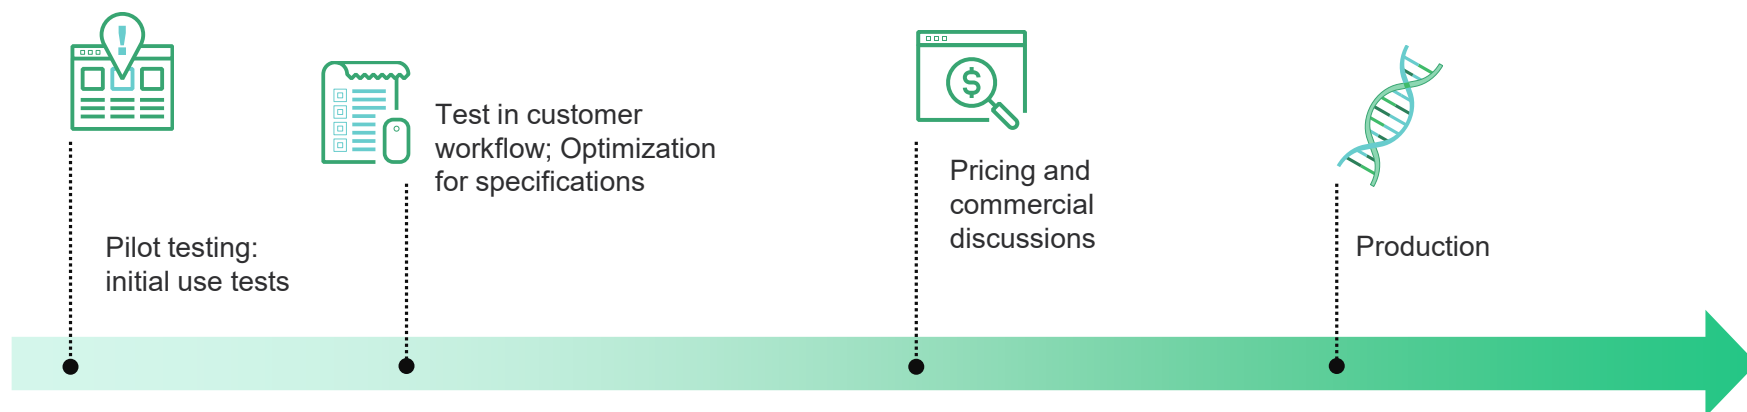 Pilot testing:
initial use tests
Test in customer
workflow; Optimization
for specifications
Pricing and
commercial
discussions
Production